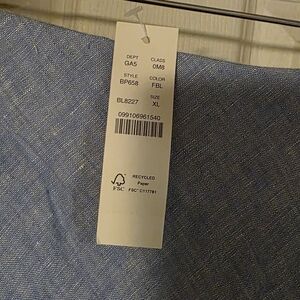 DEPT CLASS
GA5 0M8
STYLE COLOR
BP658 FBL
SIZE
BL8227 XL
099106961540
RECYCLED
Paper
FSC FSC® C117781